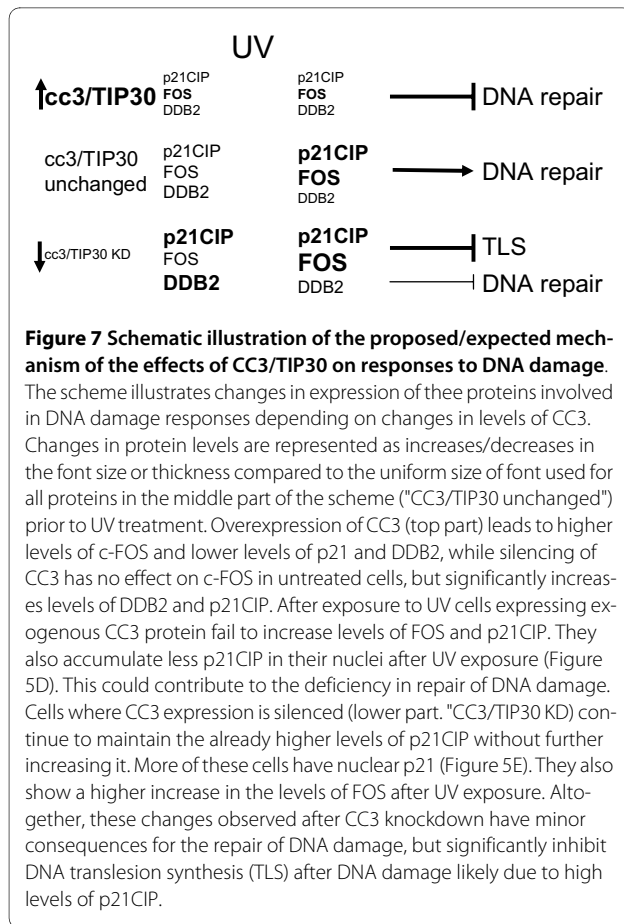 UV
cc3/TIP30 p21CIP FOS DDB2 p21CIP FOS DDB2 DNA repair
cc3/TIP30 unchanged p21CIP FOS DDB2 p21CIP FOS DDB2 DNA repair
cc3/TIP30 KD p21CIP FOS DDB2 p21CIP FOS DDB2 TLS
DNA repair
Figure 7 Schematic illustration of the proposed/expected mech-
anism of the effects of CC3/TIP30 on responses to DNA damage.
The scheme illustrates changes in expression of thee proteins involved
in DNA damage responses depending on changes in levels of CC3.
Changes in protein levels are represented as increases/decreases in
the font size or thickness compared to the uniform size of font used for
all proteins in the middle part of the scheme ("CC3/TIP30 unchanged")
prior to UV treatment. Overexpression of CC3 (top part) leads to higher
levels of c-FOS and lower levels of p21 and DDB2, while silencing of
CC3 has no effect on c-FOS in untreated cells, but significantly increas-
es levels of DDB2 and p21CIP. After exposure to UV cells expressing ex-
ogenous CC3 protein fail to increase levels of FOS and p21CIP. They
also accumulate less p21CIP in their nuclei after UV exposure (Figure
5D). This could contribute to the deficiency in repair of DNA damage.
Cells where CC3 expression is silenced (lower part. "CC3/TIP30 KD) con-
tinue to maintain the already higher levels of p21CIP without further
increasing it. More of these cells have nuclear p21 (Figure 5E). They also
show a higher increase in the levels of FOS after UV exposure. Alto-
gether, these changes observed after CC3 knockdown have minor
consequences for the repair of DNA damage, but significantly inhibit
DNA translesion synthesis (TLS) after DNA damage likely due to high
levels of p21CIP.